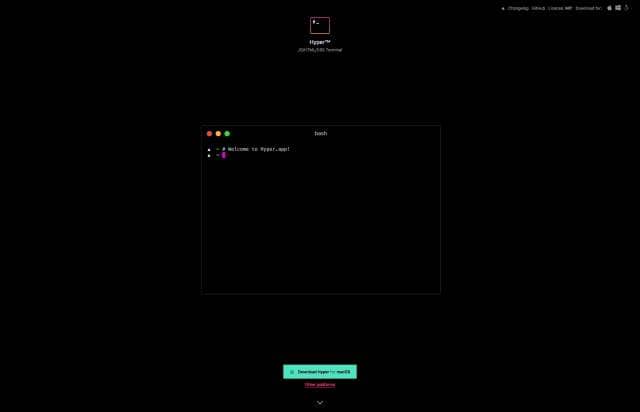 ▲ Changelog GitHub License: MIT Download for:
Hyper™
JS/HTML/CSS Terminal
bash
▲ ~ # Welcome to Hyper.app!
▲ ~
Download Hyper for macOS
Other platforms